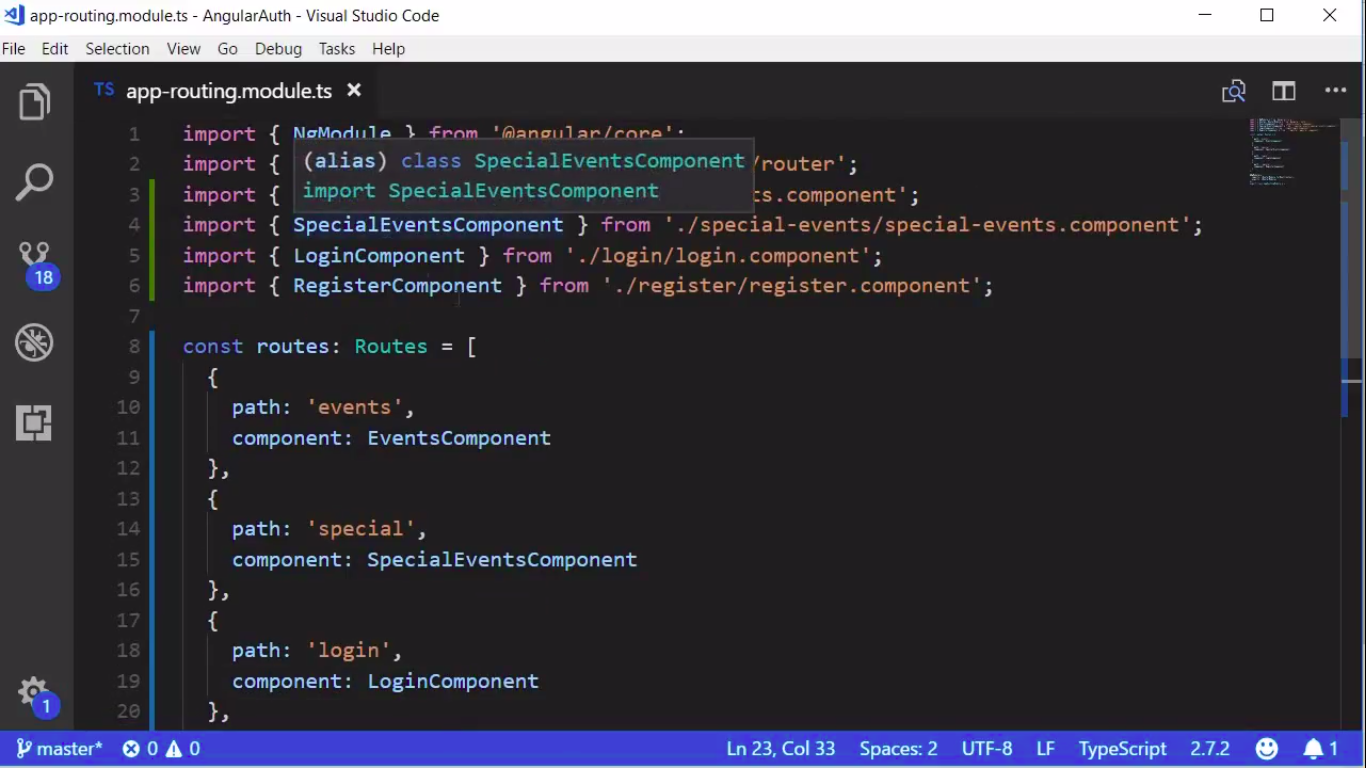 app-routing.module.ts - AngularAuth - Visual Studio Code
File Edit Selection View Go Debug Tasks Help
TS app-routing.module.ts
1 import { NgModule } from '@angular/core';
(alias) class SpecialEventsComponent
import SpecialEventsComponent
2 import { /router';
3 import { ts.component';
4 import { SpecialEventsComponent } from './special-events/special-events.component';
5 import { LoginComponent } from './login/login.component';
6 import { RegisterComponent } from './register/register.component';
7
8 const routes: Routes = [
9 {
10 path: 'events',
11 component: EventsComponent
12 },
13 {
14 path: 'special',
15 component: SpecialEventsComponent
16 },
17 {
18 path: 'login',
19 component: LoginComponent
20 },
18
1
master* 0 0 Ln 23, Col 33 Spaces: 2 UTF-8 LF TypeScript 2.7.2 1